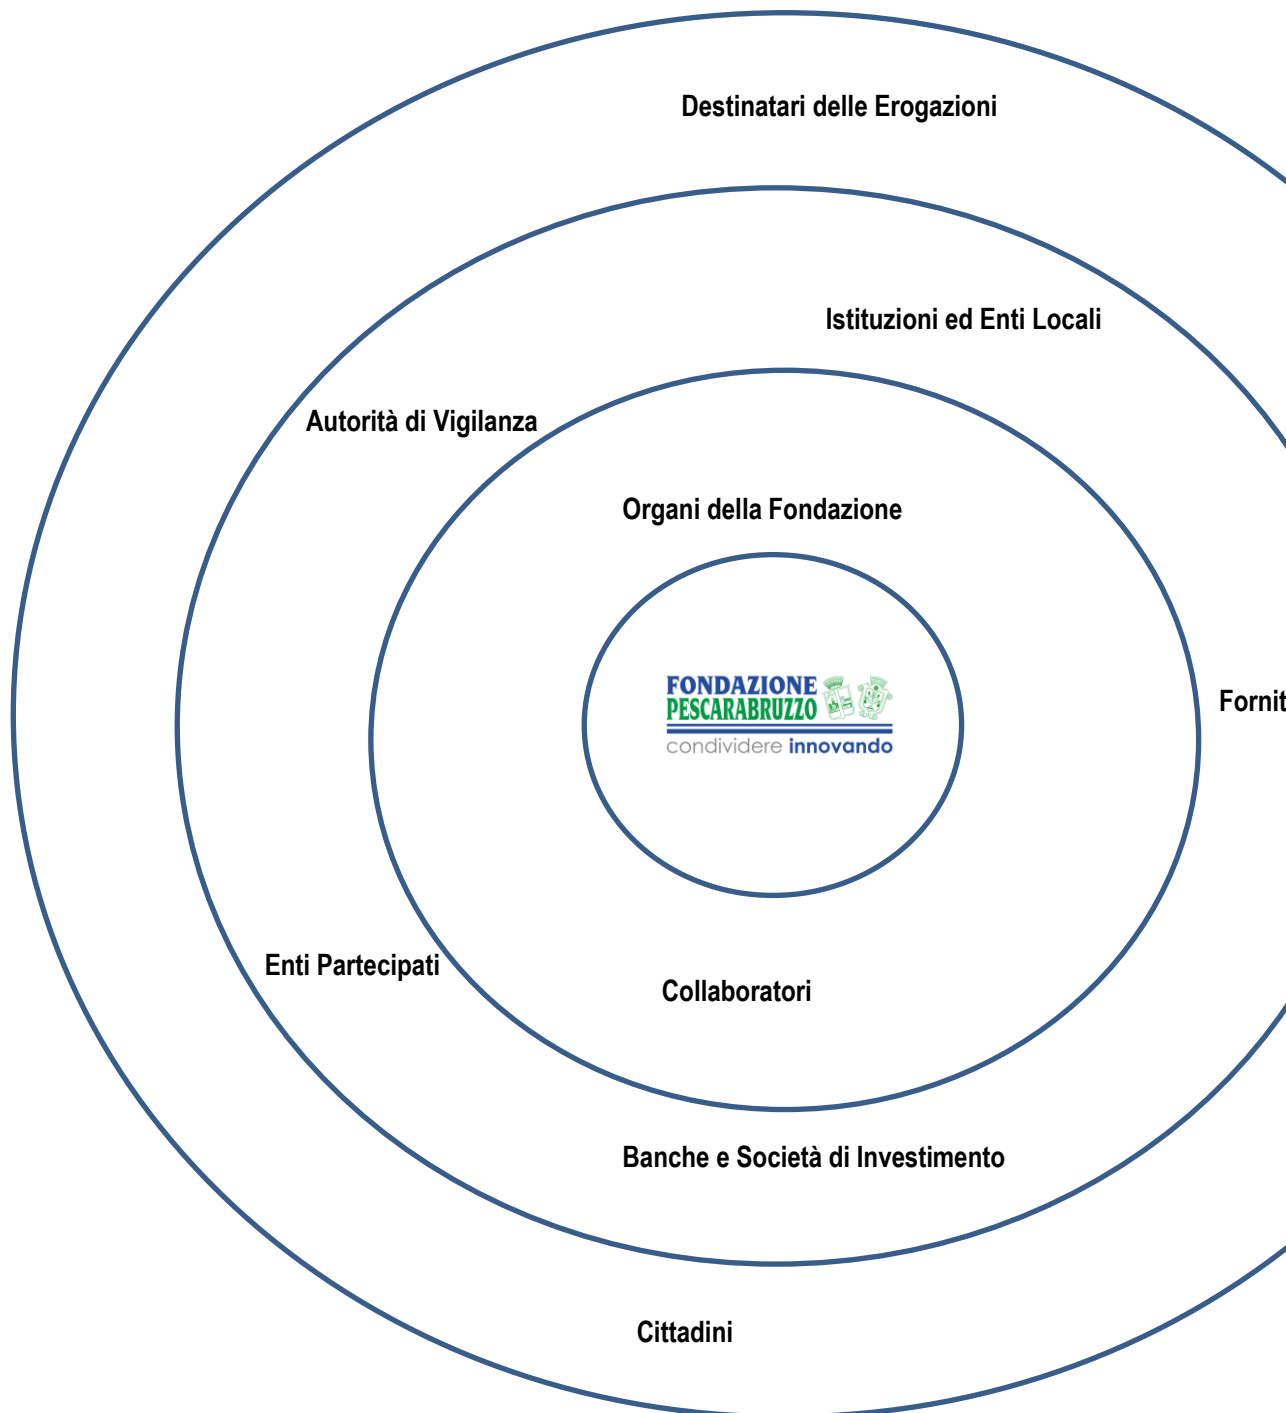 Destinatari delle Erogazioni
Istituzioni ed Enti Locali
Autorità di Vigilanza
Organi della Fondazione
FONDAZIONE
PESCARABRUZZO
condividere innovando
Fornit
Enti Partecipati
Collaboratori
Banche e Società di Investimento
Cittadini